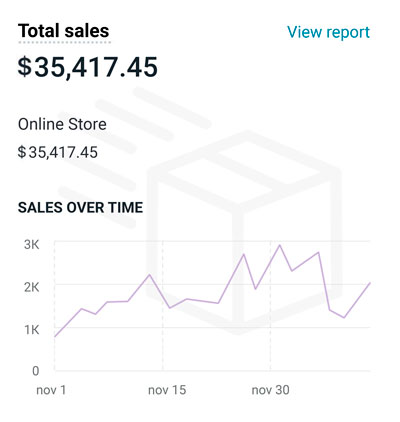 Total sales
View report
$35,417.45
Online Store
$35,417.45
SALES OVER TIME
3K
2K
1K
0
nov 1
nov 15
nov 30